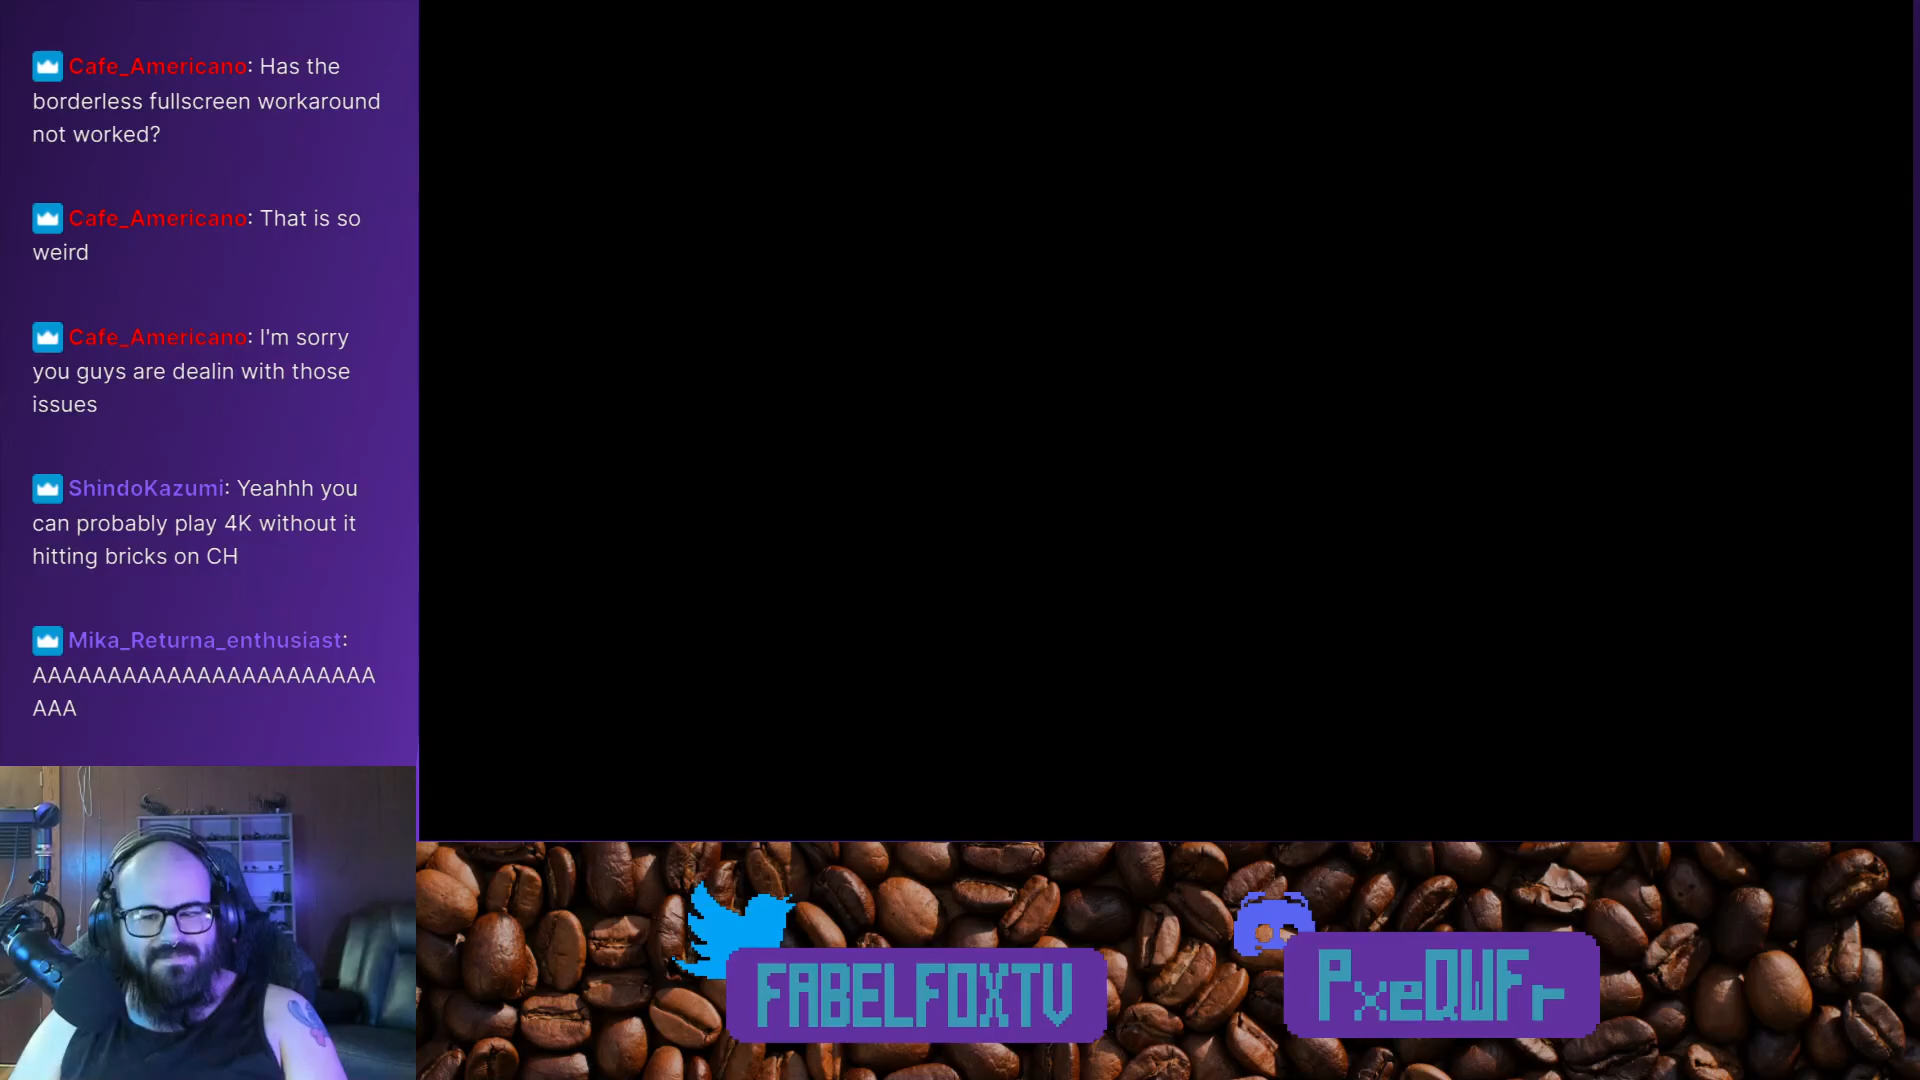 Cafe_Americano: Has the
borderless fullscreen workaround
not worked?
Cafe_Americano: That is so
weird
Cafe_Americano: I'm sorry
you guys are dealin with those
issues
ShindoKazumi: Yeahhh you
can probably play 4K without it
hitting bricks on CH
Mika_Returna_enthusiast:
AAAAAAAAAAAAAAAAAAAAAAA
AAA
FABELFOXTV
PxeQWFr